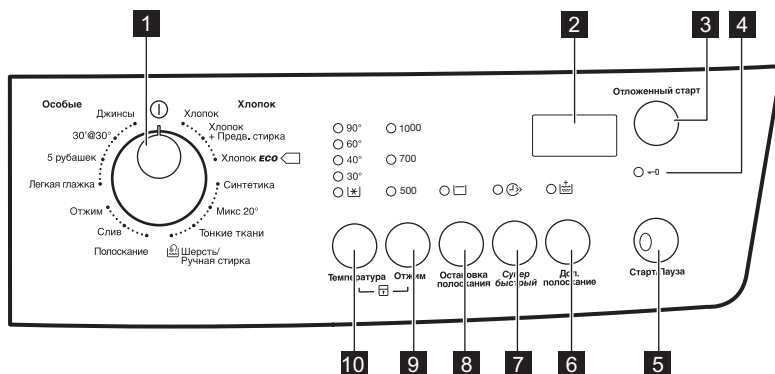 1
2
3
4
Особые
Хлопок
Отложенный старт
Джинсы
Хлопок
30'@30°
Хлопок
+ Предв. стирка
5 рубашек
Хлопок ECO
Легкая глажка
Синтетика
Отжим
Микс 20°
Слив
Тонкие ткани
Полоскание
Шерсть/
Ручная стирка
90°
1000
60°
40°
700
30°
500
Температура
Отжим
Остановка
полоскания
Супер
быстрый
Доп.
полоскание
Старт/Пауза
10
9
8
7
6
5